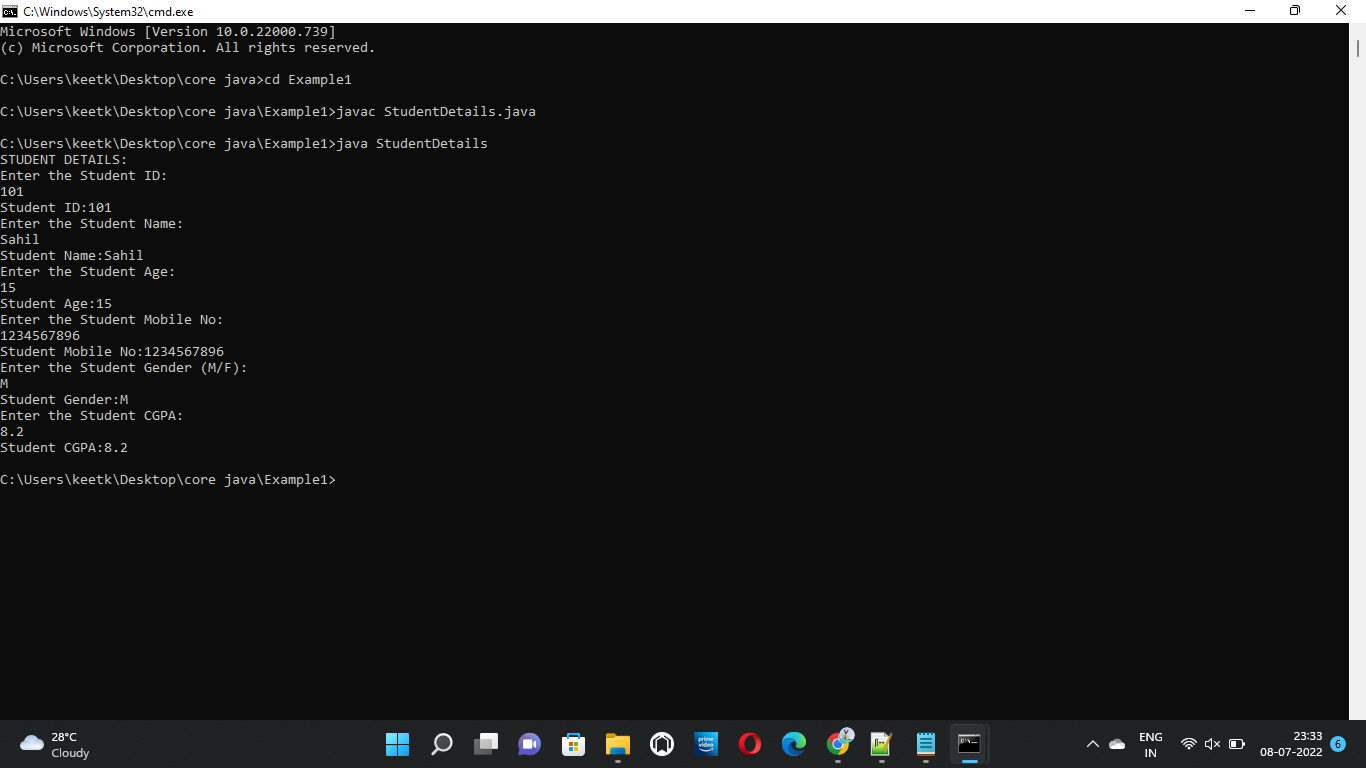 C:\Windows\System32\cmd.exe
Microsoft Windows [Version 10.0.22000.739]
(c) Microsoft Corporation. All rights reserved.
C:\Users\keetk\Desktop\core java>cd Example1
C:\Users\keetk\Desktop\core java\Example1>javac StudentDetails.java
C:\Users\keetk\Desktop\core java\Example1>java StudentDetails
STUDENT DETAILS:
Enter the Student ID:
101
Student ID:101
Enter the Student Name:
Sahil
Student Name:Sahil
Enter the Student Age:
15
Student Age:15
Enter the Student Mobile No:
1234567896
Student Mobile No:1234567896
Enter the Student Gender (M/F):
M
Student Gender:M
Enter the Student CGPA:
8.2
Student CGPA:8.2
C:\Users\keetk\Desktop\core java\Example1>
28°C
Cloudy
prime video
ENG
IN
23:33
08-07-2022
6